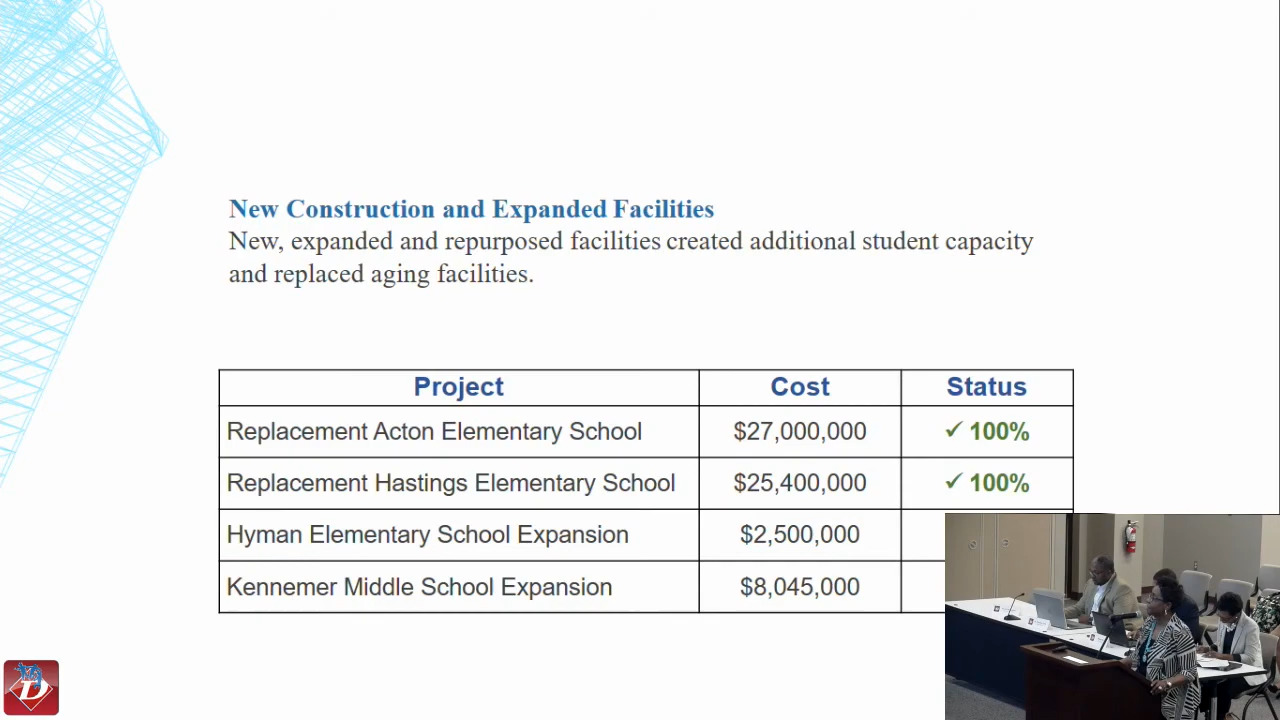 New Construction and Expanded Facilities
New, expanded and repurposed facilities created additional student capacity
and replaced aging facilities.
Project Cost Status
Replacement Acton Elementary School $27,000,000 ✓ 100%
Replacement Hastings Elementary School $25,400,000 ✓ 100%
Hyman Elementary School Expansion $2,500,000
Kennemer Middle School Expansion $8,045,000
D